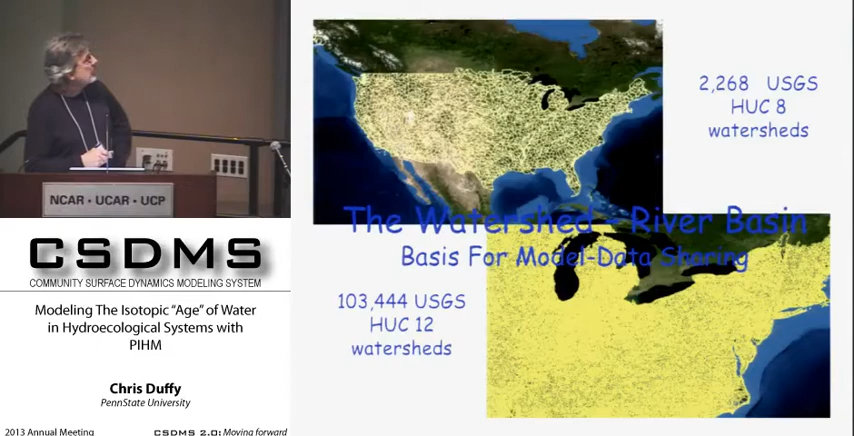 NCAR • UCAR • UCP
CSDMS
COMMUNITY SURFACE DYNAMICS MODELING SYSTEM
Modeling The Isotopic “Age” of Water
in Hydroecological Systems with
PIHM
Chris Duffy
PennState University
2013 Annual Meeting
CSDMS 2.0: Moving forward
2,268 USGS
HUC 8
watersheds
The Watershed - River Basin
Basis For Model-Data Sharing
103,444 USGS
HUC 12
watersheds